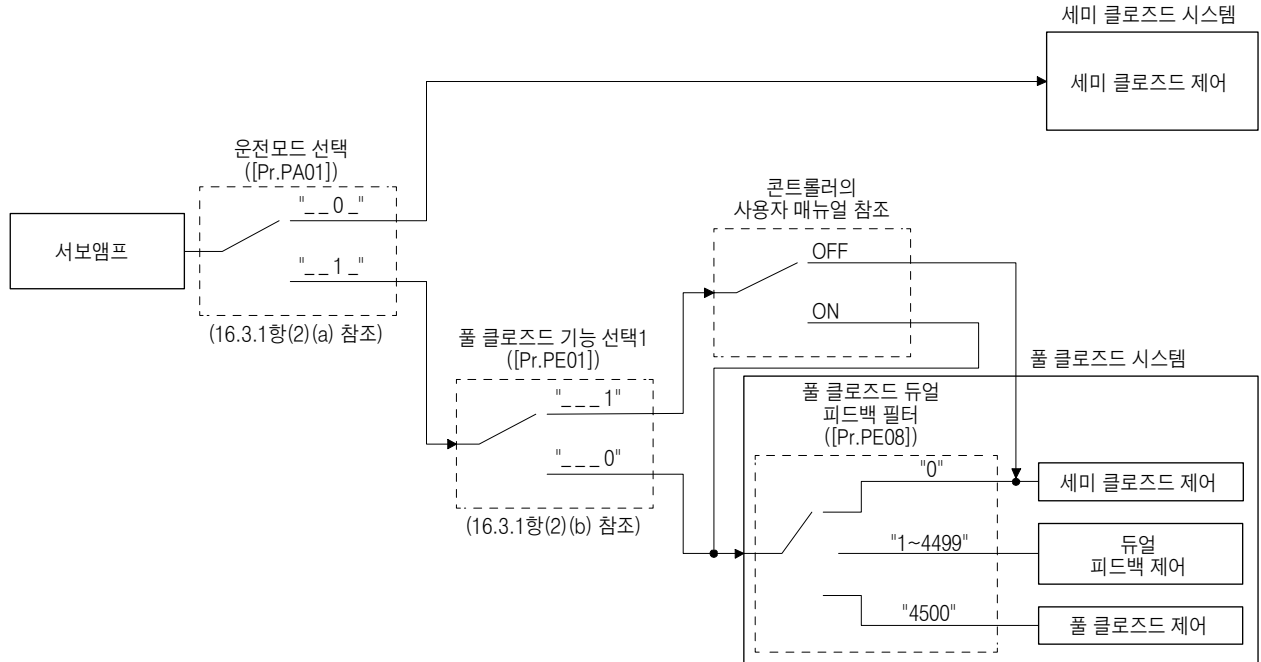 세미 클로즈드 시스템
세미 클로즈드 제어
운전모드 선택
([Pr.PA01])
"_ _ 0 _"
"_ _ 1 _"
서보앰프
(16.3.1항(2)(a) 참조)
콘트롤러의
사용자 매뉴얼 참조
OFF
ON
풀 클로즈드 기능 선택1
([Pr.PE01])
"_ _ _ 1"
"_ _ _ 0"
(16.3.1항(2)(b) 참조)
풀 클로즈드 시스템
풀 클로즈드 듀얼
피드백 필터
([Pr.PE08])
"0"
세미 클로즈드 제어
"1~4499"
듀얼
피드백 제어
"4500"
풀 클로즈드 제어